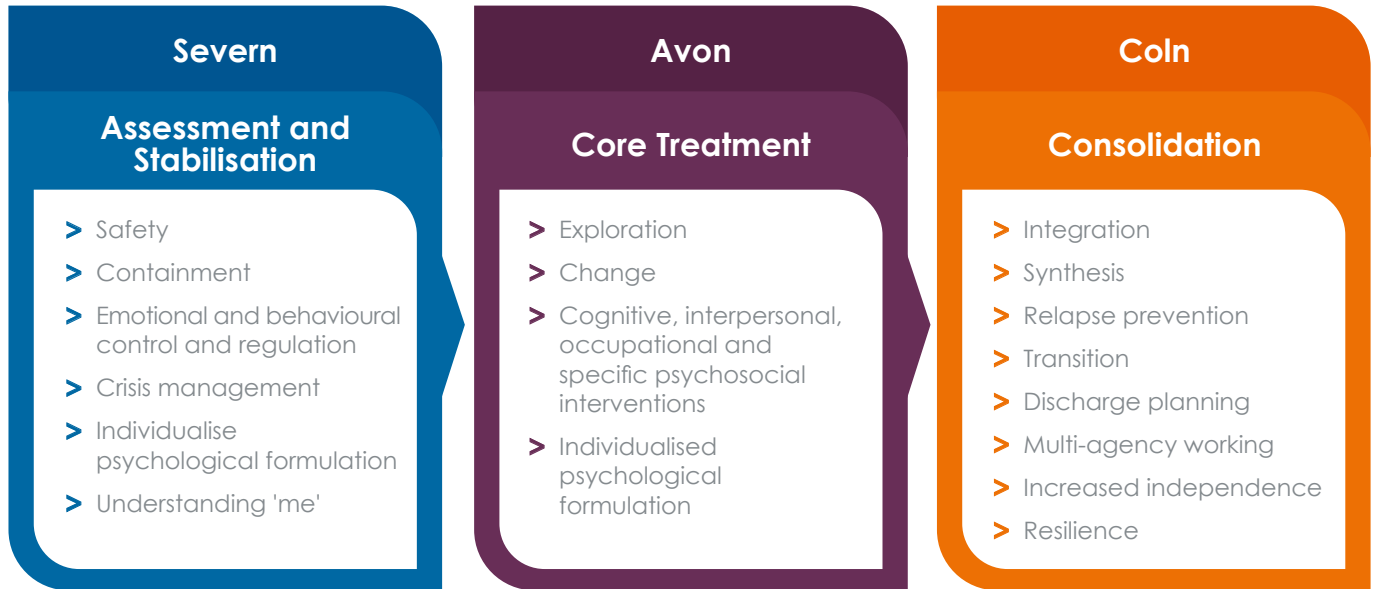 Severn
Assessment and
Stabilisation
> Safety
> Containment
> Emotional and behavioural
control and regulation
> Crisis management
> Individualise
psychological formulation
> Understanding 'me'
Avon
Core Treatment
> Exploration
> Change
> Cognitive, interpersonal,
occupational and
specific psychosocial
interventions
> Individualised
psychological
formulation
Coln
Consolidation
> Integration
> Synthesis
> Relapse prevention
> Transition
> Discharge planning
> Multi-agency working
> Increased independence
> Resilience